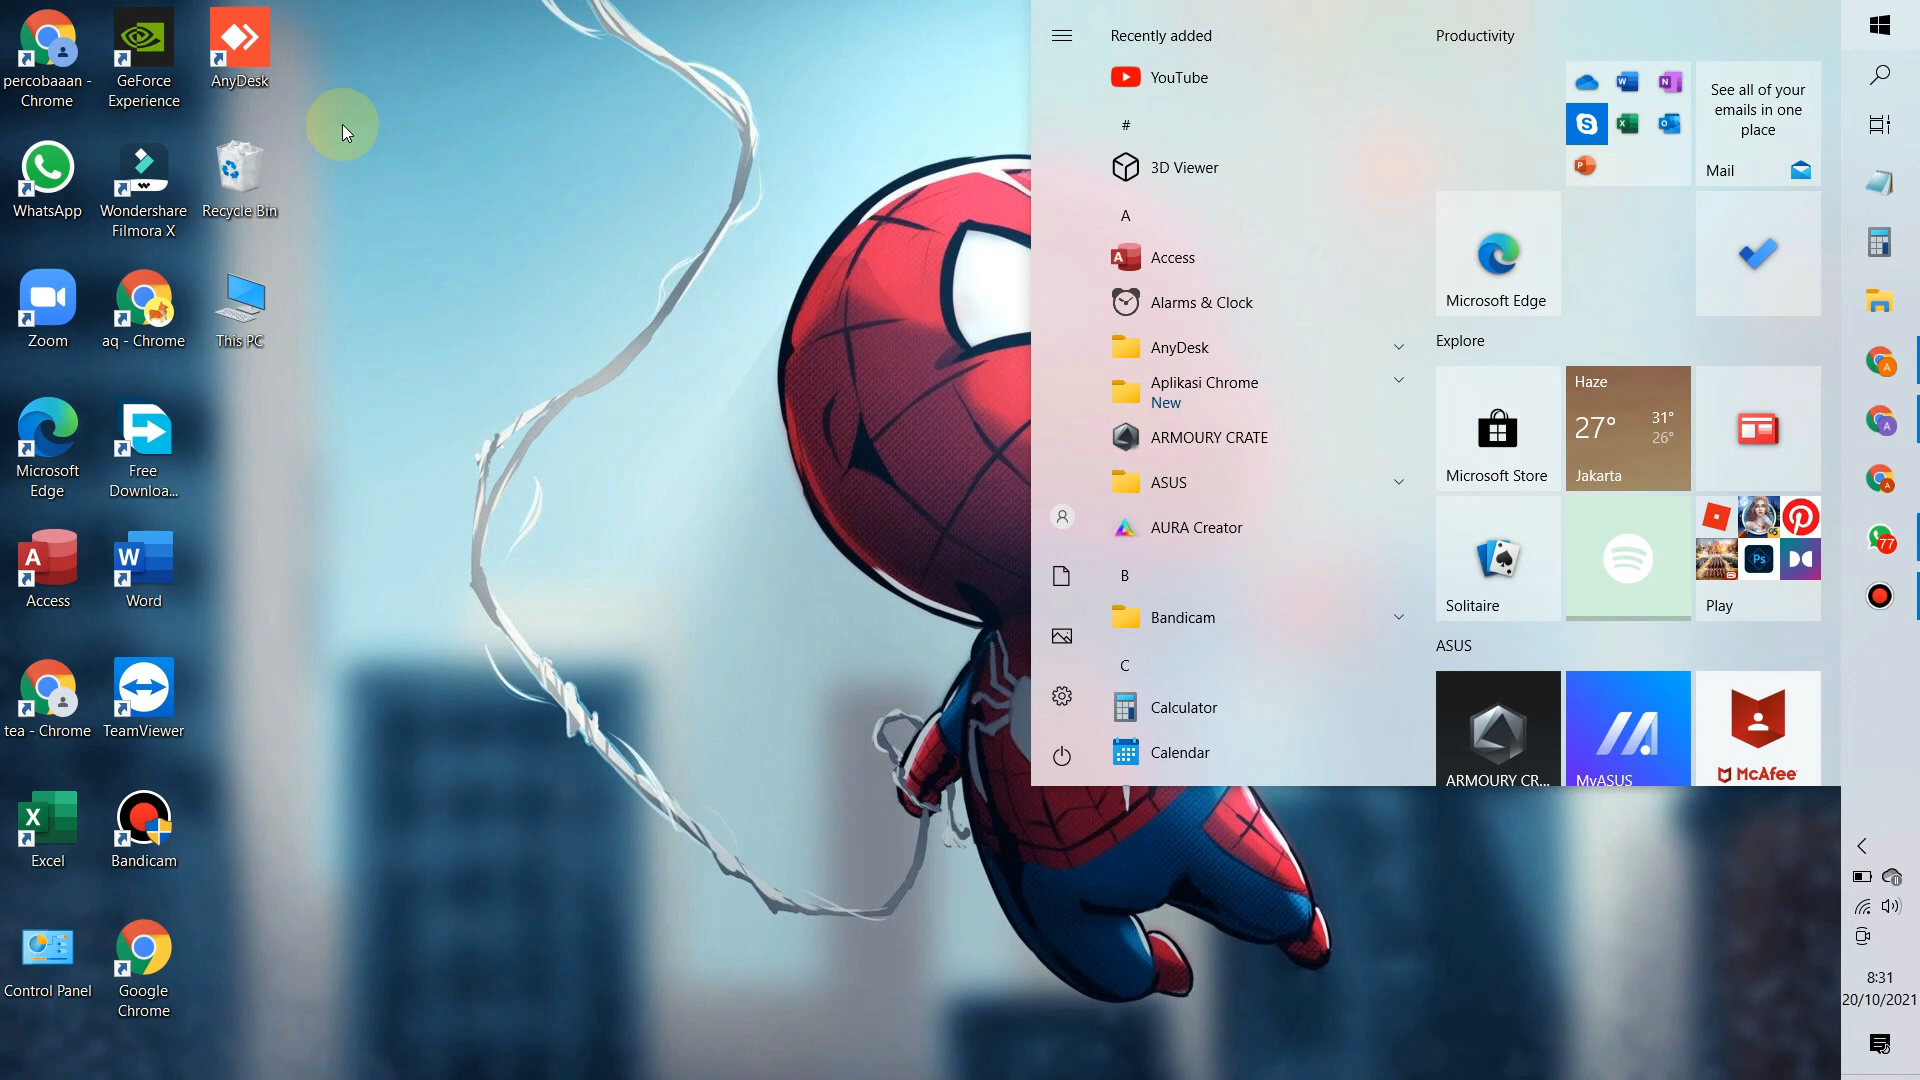 percobaaan -
Chrome
GeForce
Experience
AnyDesk
WhatsApp
Wondershare
Filmora X
Recycle Bin
Zoom
aq - Chrome
This PC
Microsoft
Edge
Free
Downloa...
Access
Word
tea - Chrome
TeamViewer
Excel
Bandicam
Control Panel
Google
Chrome
Recently added
YouTube
#
3D Viewer
A
Access
Alarms & Clock
AnyDesk
Aplikasi Chrome
New
ARMOURY CRATE
ASUS
AURA Creator
B
Bandicam
C
Calculator
Calendar
Productivity
See all of your
emails in one
place
Mail
Microsoft Edge
Explore
Microsoft Store
Haze
27° 31°
26°
Jakarta
Solitaire
Play
ASUS
ARMOURY CR...
MyASUS
McAfee
77
8:31
20/10/2021